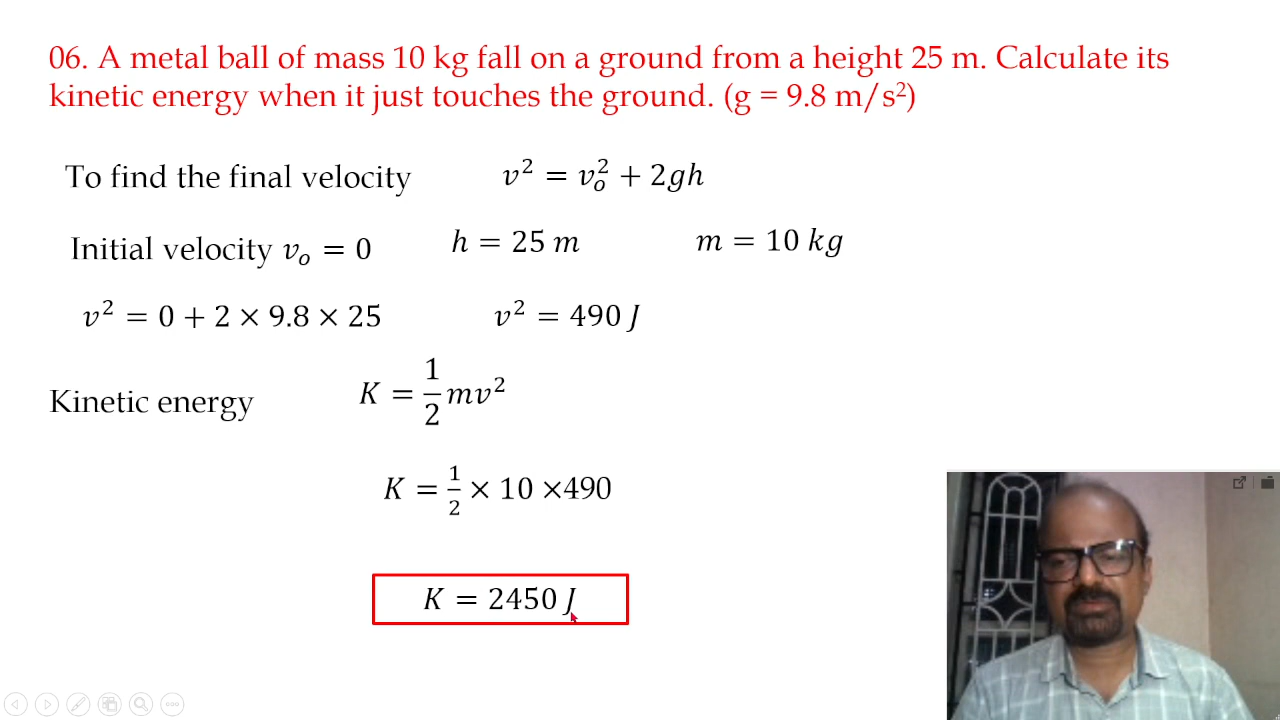 06. A metal ball of mass 10 kg fall on a ground from a height 25 m. Calculate its
kinetic energy when it just touches the ground. (g = 9.8 m/s²)
To find the final velocity v² = v₀² + 2gh
Initial velocity v₀ = 0 h = 25 m m = 10 kg
v² = 0 + 2 × 9.8 × 25 v² = 490 J
Kinetic energy K = 1/2 mv²
K = 1/2 × 10 ×490
K = 2450 J